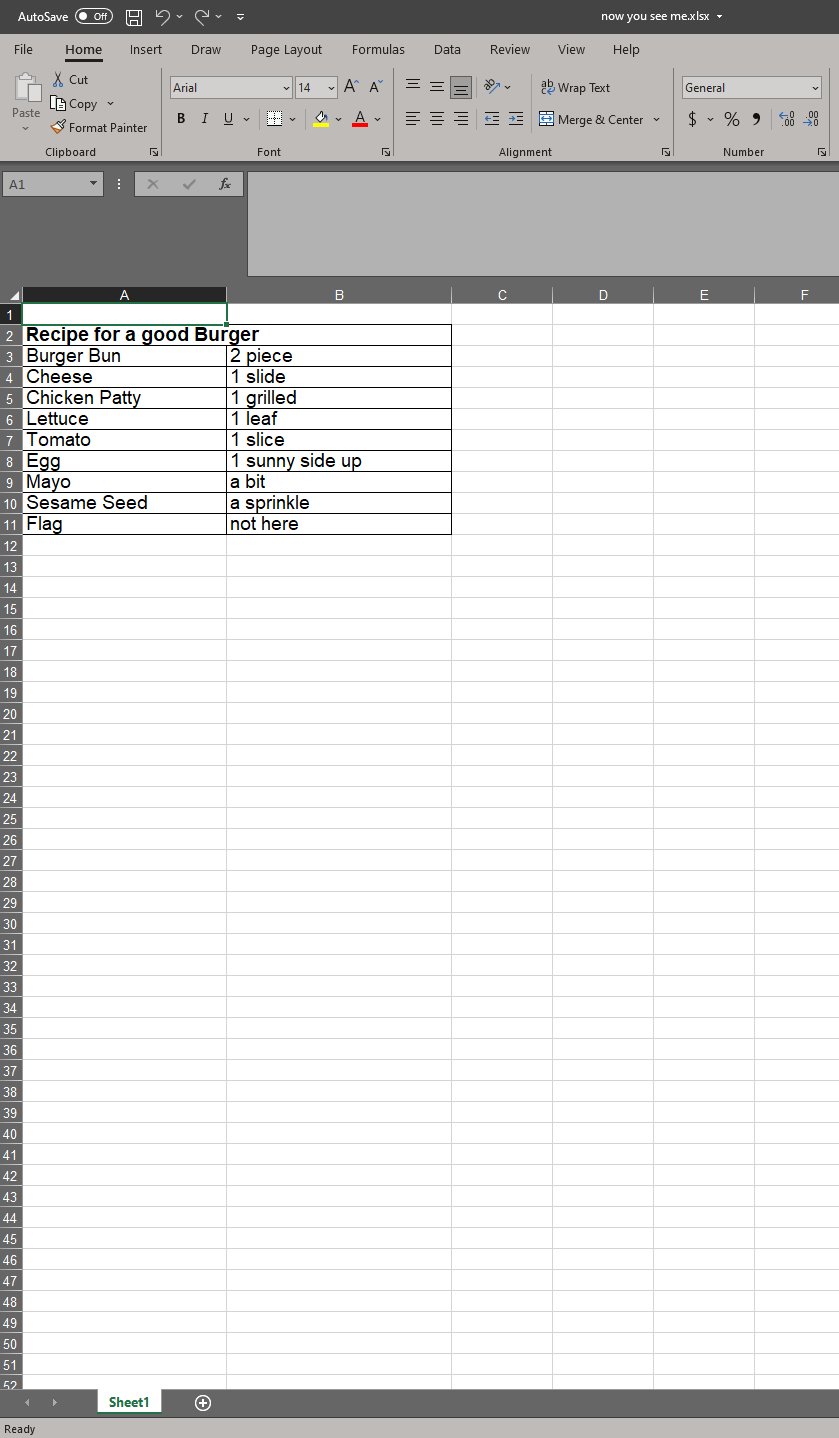 AutoSave Off now you see me.xlsx
File Home Insert Draw Page Layout Formulas Data Review View Help
Paste
Cut
Copy
Format Painter
Clipboard
Arial 14 A A
B I U A
Font
ab Wrap Text
Merge & Center
Alignment
General
$ % , .00 .00
Number
A1 fx
A B C D E F
1
2 Recipe for a good Burger
3 Burger Bun 2 piece
4 Cheese 1 slide
5 Chicken Patty 1 grilled
6 Lettuce 1 leaf
7 Tomato 1 slice
8 Egg 1 sunny side up
9 Mayo a bit
10 Sesame Seed a sprinkle
11 Flag not here
12
13
14
15
16
17
18
19
20
21
22
23
24
25
26
27
28
29
30
31
32
33
34
35
36
37
38
39
40
41
42
43
44
45
46
47
48
49
50
51
52
Sheet1
Ready